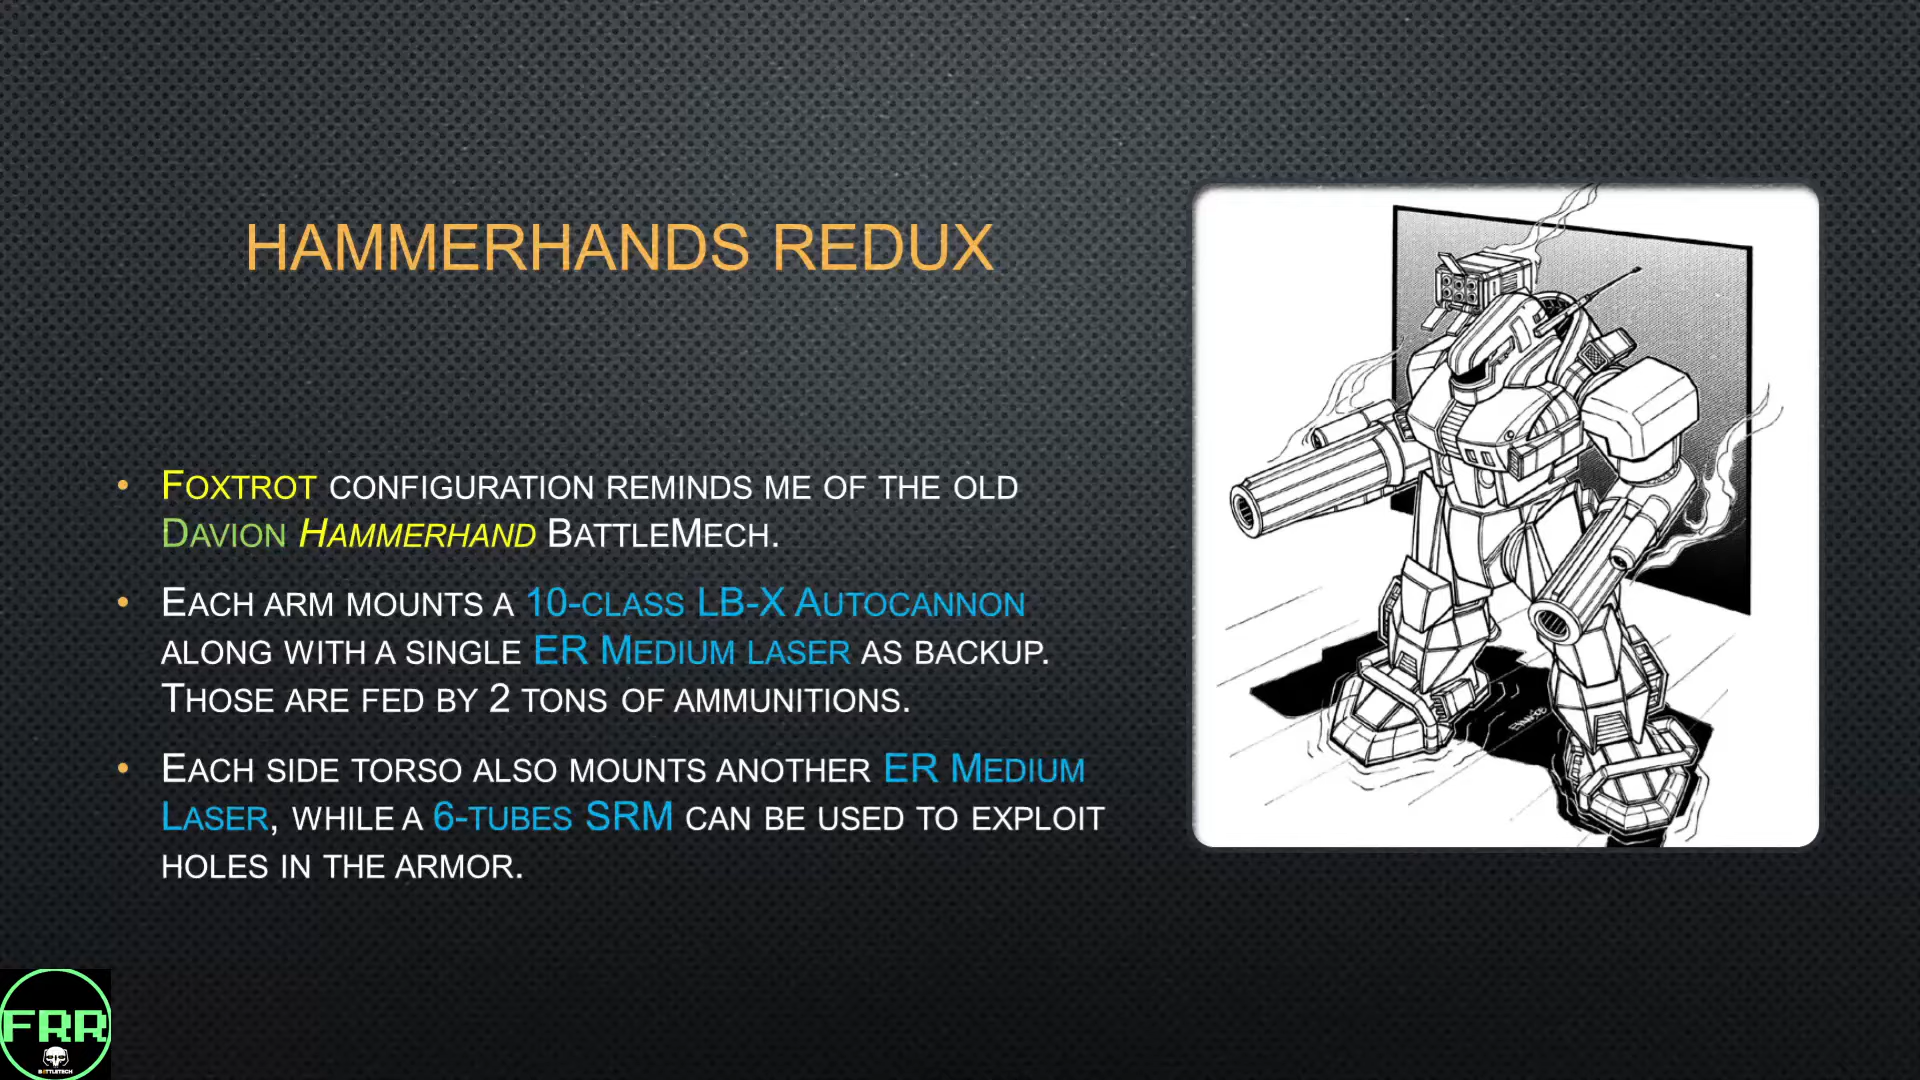 HAMMERHANDS REDUX
• FOXTROT CONFIGURATION REMINDS ME OF THE OLD
DAVION HAMMERHAND BATTLEMECH.
• EACH ARM MOUNTS A 10-CLASS LB-X AUTOCANNON
ALONG WITH A SINGLE ER MEDIUM LASER AS BACKUP.
THOSE ARE FED BY 2 TONS OF AMMUNITIONS.
• EACH SIDE TORSO ALSO MOUNTS ANOTHER ER MEDIUM
LASER, WHILE A 6-TUBES SRM CAN BE USED TO EXPLOIT
HOLES IN THE ARMOR.
FRR
BATTLETECH